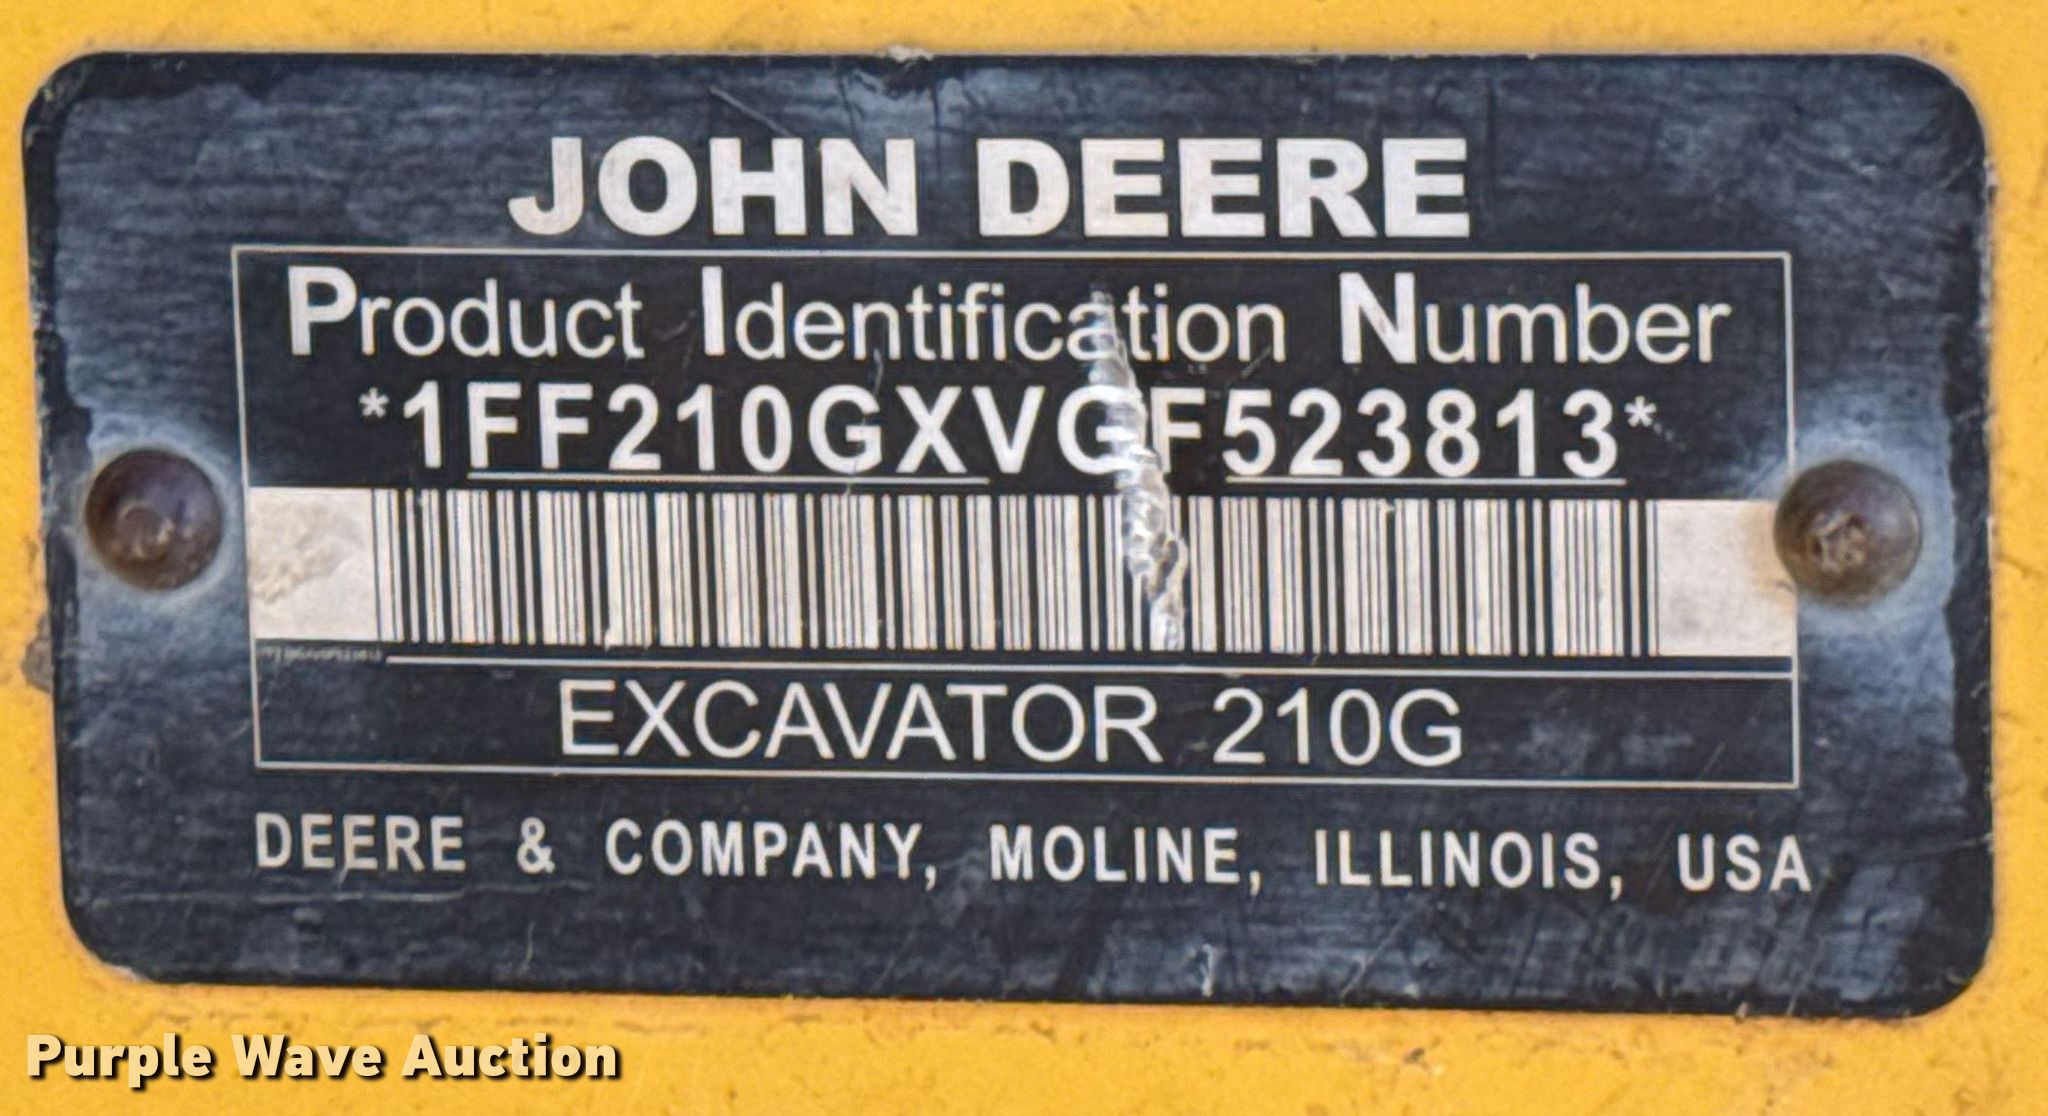 JOHN DEERE
Product Identification Number
*1FF210GXVGF523813*
EXCAVATOR 210G
DEERE & COMPANY, MOLINE, ILLINOIS, USA
Purple Wave Auction